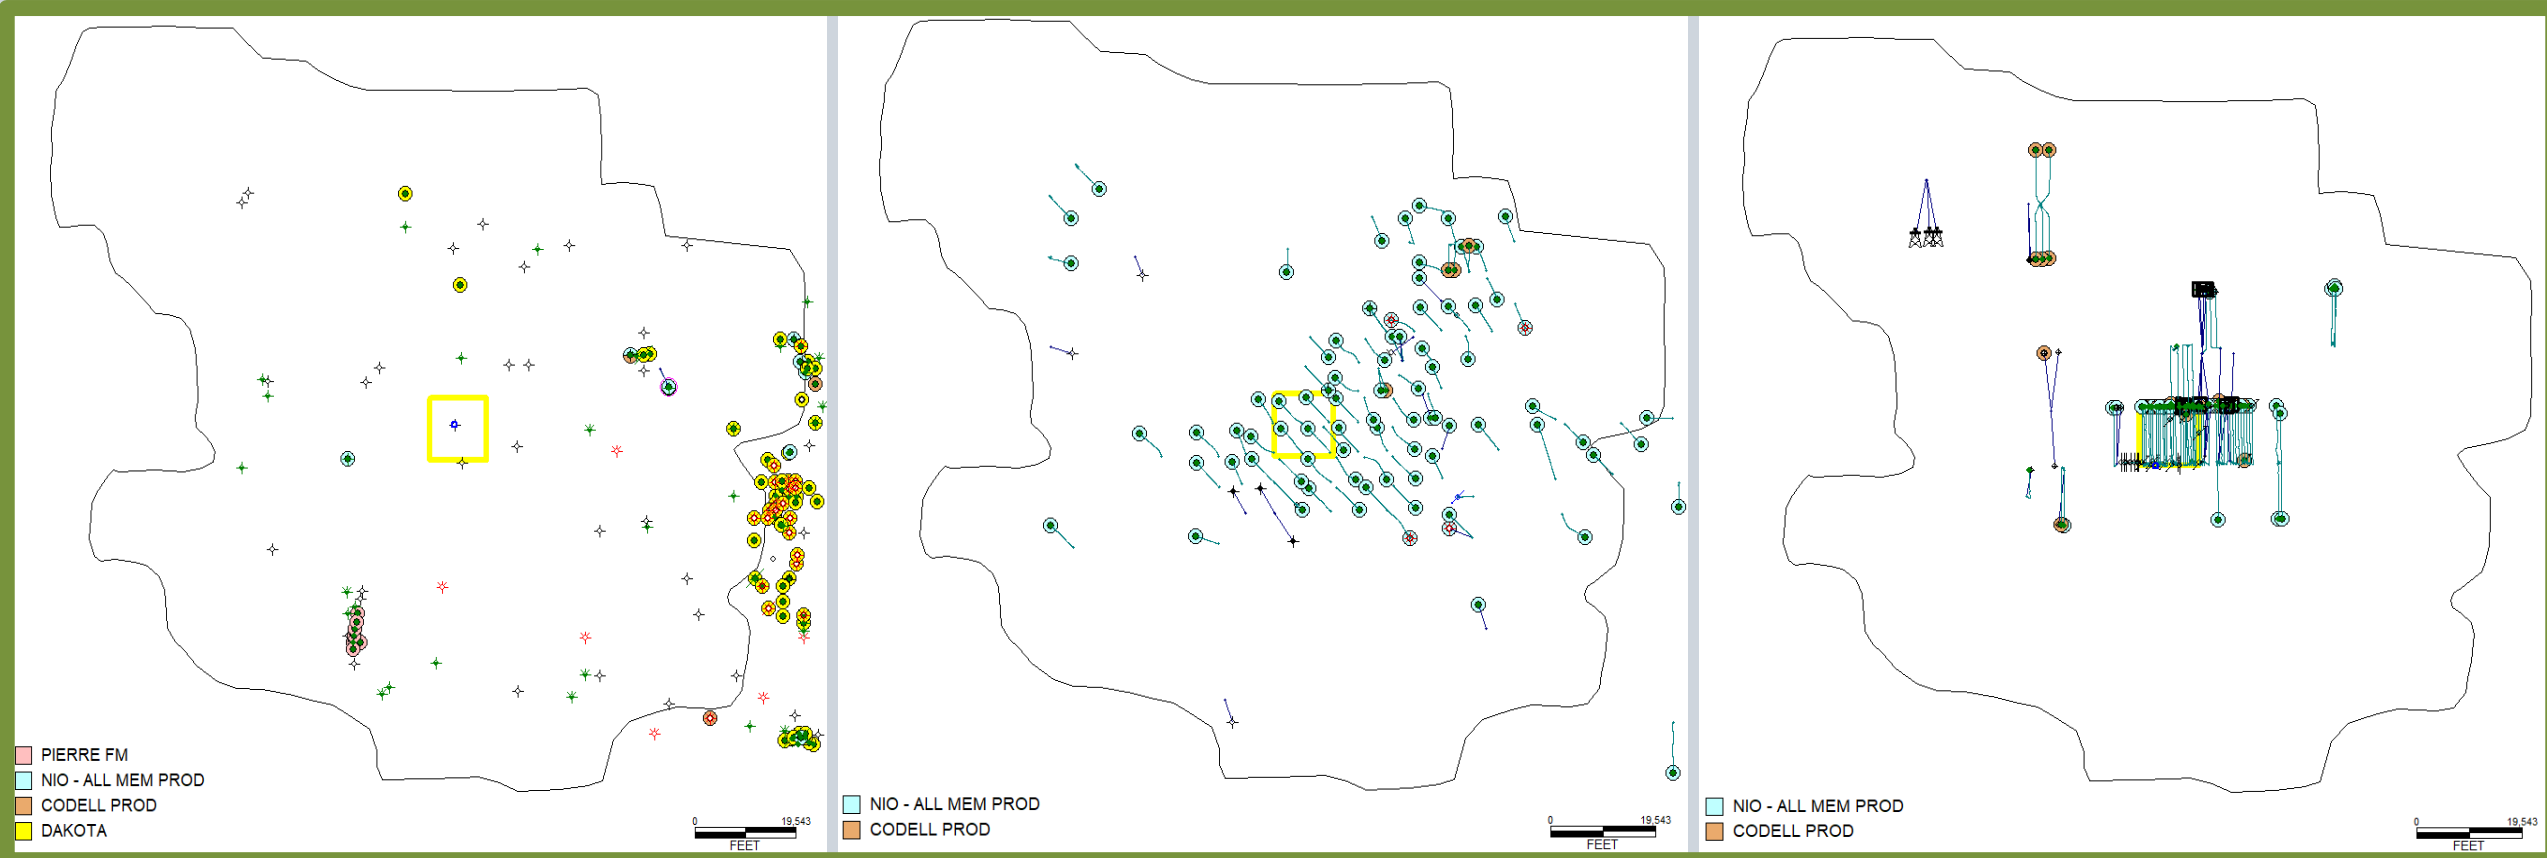 PIERRE FM
NIO - ALL MEM PROD
CODELL PROD
DAKOTA
0 19,543
FEET
NIO - ALL MEM PROD
CODELL PROD
0 19,543
FEET
NIO - ALL MEM PROD
CODELL PROD
0 19,543
FEET